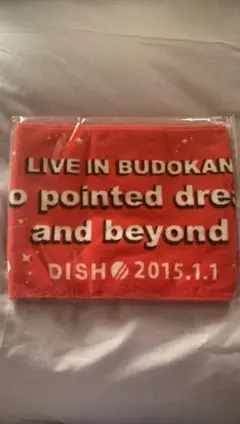 LIVE IN BUDOKAN
o pointed dre
and beyond
DISH 2015.1.1